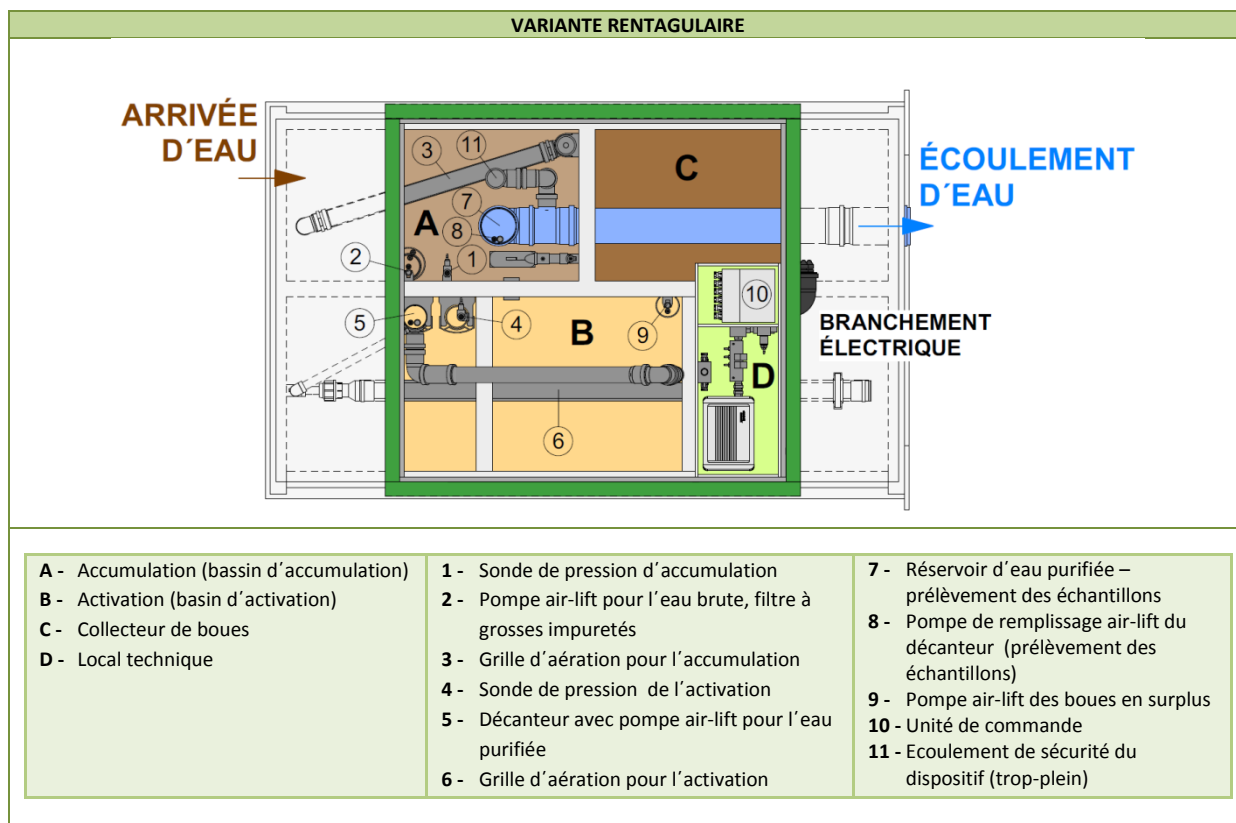 VARIANTE RENTAGULAIRE
ARRIVÉE
D´EAU
3
11
7
A
8
2
1
C
ÉCOULEMENT
D´EAU
10
BRANCHEMENT
ÉLECTRIQUE
5
4
B
9
D
6
A - Accumulation (bassin d´accumulation)
B - Activation (basin d´activation)
C - Collecteur de boues
D - Local technique
1 - Sonde de pression d´accumulation
2 - Pompe air-lift pour l´eau brute, filtre à
grosses impuretés
3 - Grille d´aération pour l´accumulation
4 - Sonde de pression de l´activation
5 - Décanteur avec pompe air-lift pour l´eau
purifiée
6 - Grille d´aération pour l´activation
7 - Réservoir d´eau purifiée –
prélèvement des échantillons
8 - Pompe de remplissage air-lift du
décanteur (prélèvement des
échantillons)
9 - Pompe air-lift des boues en surplus
10 - Unité de commande
11 - Ecoulement de sécurité du
dispositif (trop-plein)